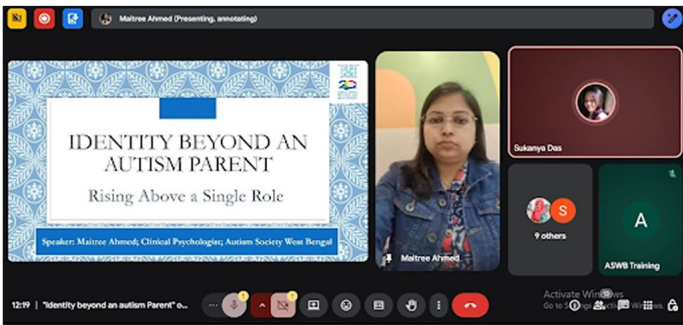 Maitree Ahmed (Presenting, annotating)
IDENTITY BEYOND AN
AUTISM PARENT
Rising Above a Single Role
Speaker: Maitree Ahmed; Clinical Psychologist; Autism Society West Bengal
Maitree Ahmed
Sukanya Das
S
9 others
A
ASWB Training
12:19 | "Identity beyond an autism Parent" o...
Activate Windows
Go to